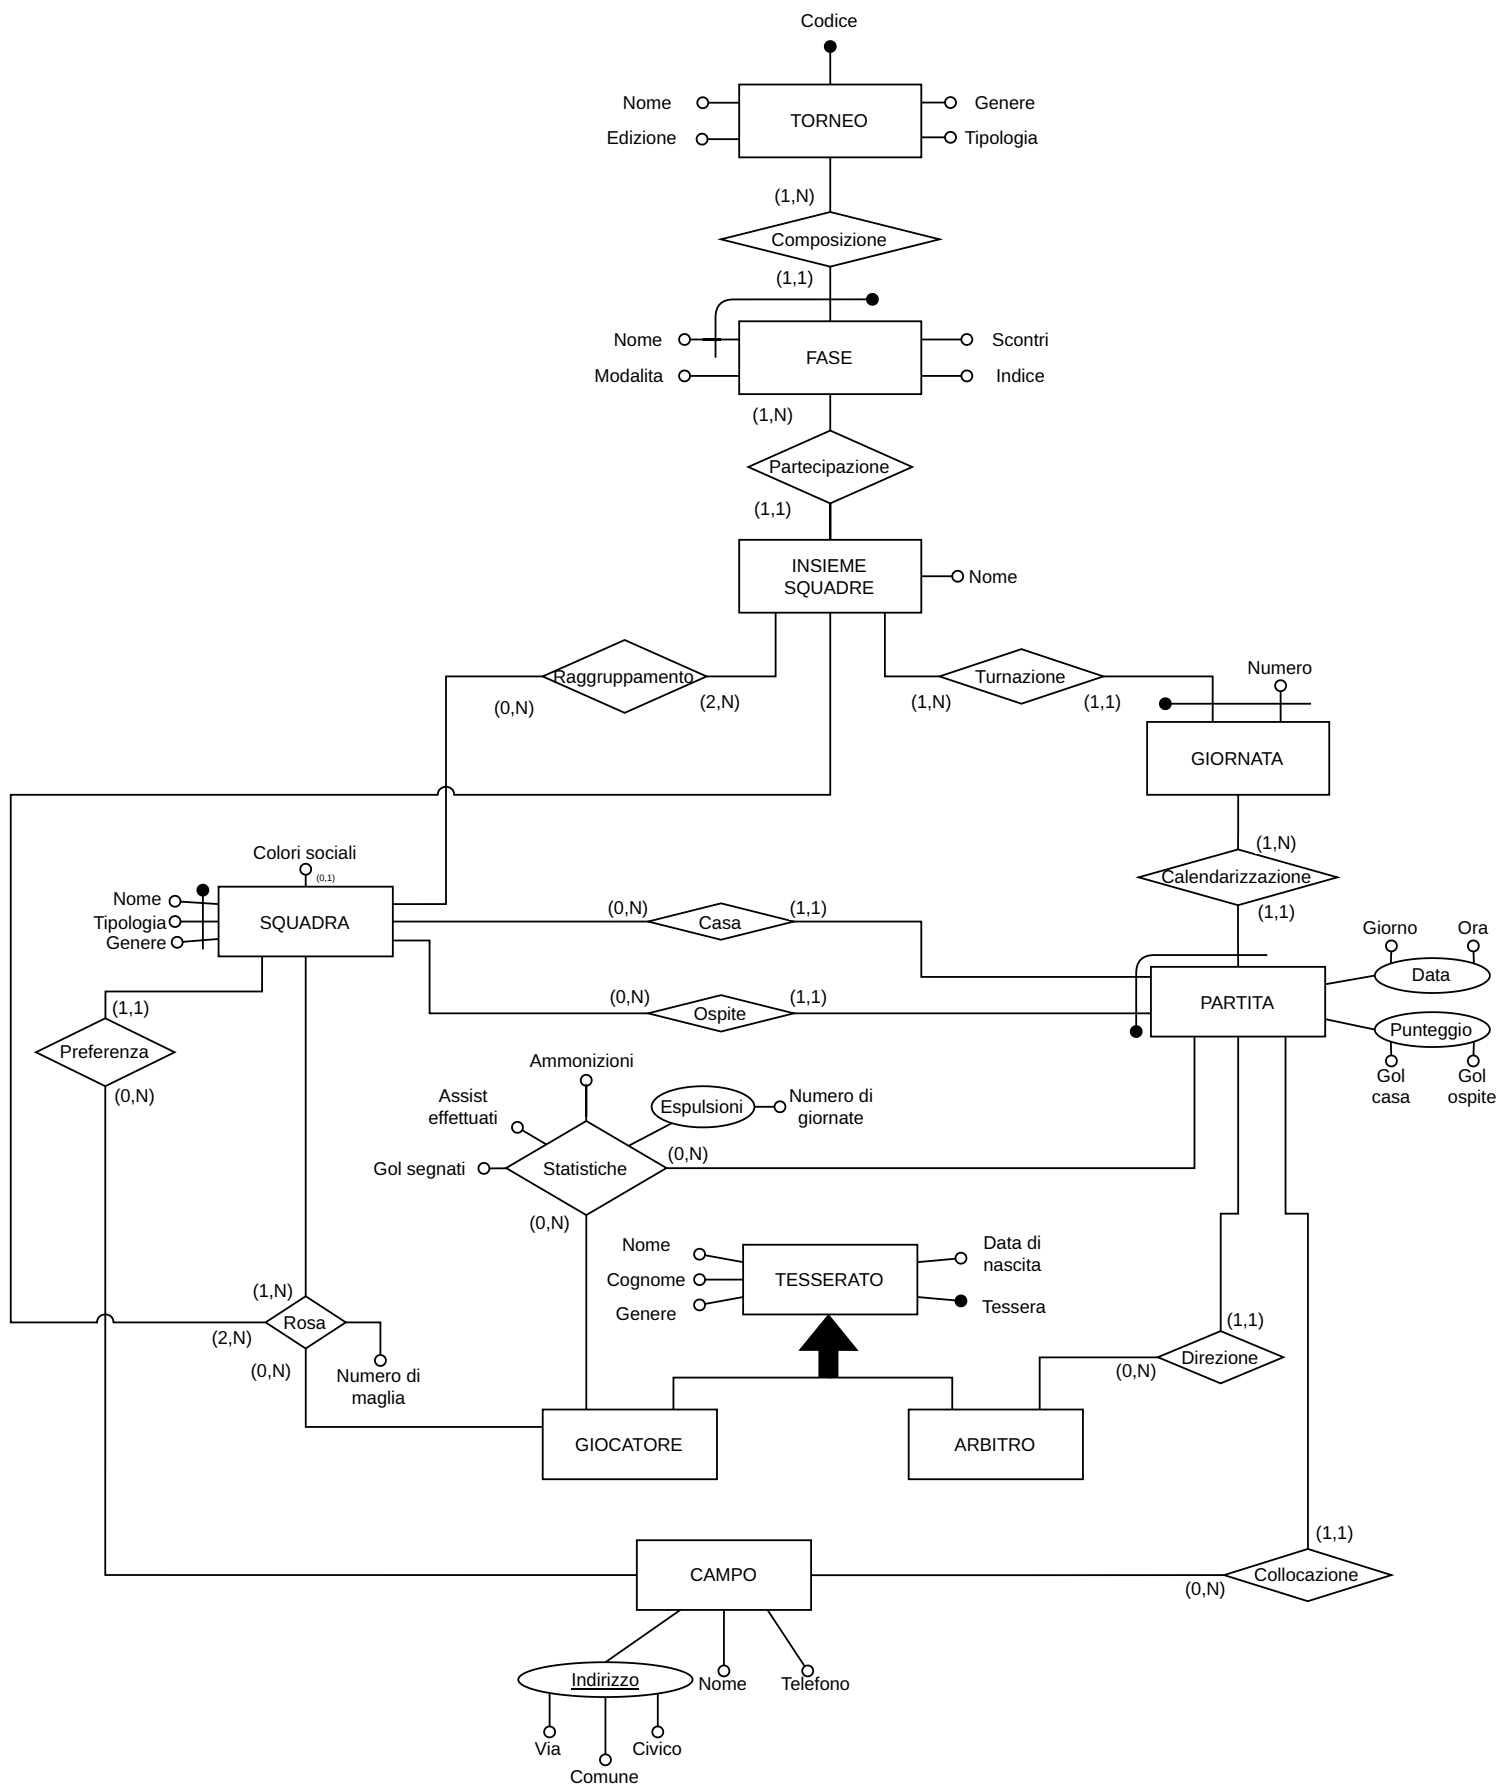 Codice
Nome
Genere
Edizione
TORNEO
Tipologia
(1,N)
Composizione
(1,1)
Nome
Scontri
FASE
Modalita
Indice
(1,N)
Partecipazione
(1,1)
INSIEME
SQUADRE
Nome
Raggruppamento
(0,N)
(2,N)
Turnazione
(1,N)
(1,1)
Numero
GIORNATA
(1,N)
Calendarizzazione
(1,1)
Colori sociali
(0,1)
Nome
Tipologia
Genere
SQUADRA
(0,N)
Casa
(1,1)
(0,N)
Ospite
(1,1)
PARTITA
Giorno
Ora
Data
Punteggio
Gol
casa
Gol
ospite
(1,1)
Preferenza
(0,N)
Ammonizioni
Assist
effettuati
Espulsioni
Numero di
giornate
Gol segnati
Statistiche
(0,N)
(0,N)
Nome
Cognome
Genere
TESSERATO
Data di
nascita
Tessera
(1,N)
Rosa
(2,N)
(0,N)
Numero di
maglia
(1,1)
Direzione
(0,N)
GIOCATORE
ARBITRO
(1,1)
CAMPO
Collocazione
(0,N)
Indirizzo
Nome
Telefono
Via
Civico
Comune